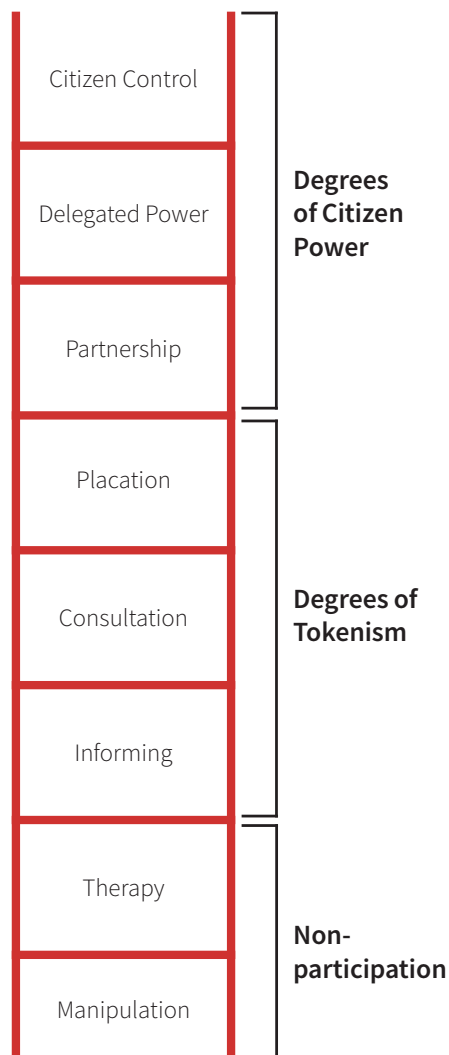 Citizen Control
Delegated Power
Partnership
Degrees
of Citizen
Power
Placation
Consultation
Informing
Degrees of
Tokenism
Therapy
Manipulation
Non-
participation